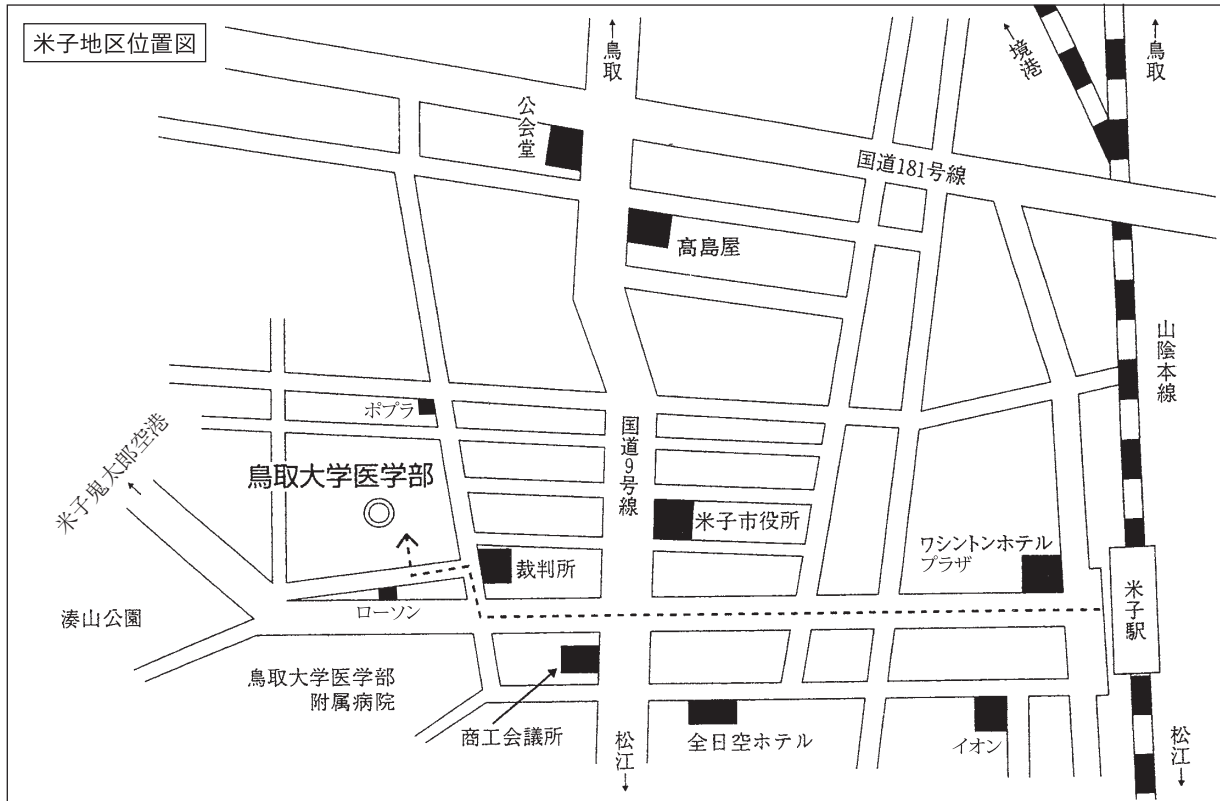 米子地区位置図
↑鳥取
↑境港
↑鳥取
公会堂
国道181号線
髙島屋
山陰本線
ポプラ
国道9号線
米子鬼太郎空港
↑
鳥取大学医学部
米子市役所
裁判所
ワシントンホテル
プラザ
米子駅
ローソン
湊山公園
鳥取大学医学部
附属病院
商工会議所
松江↓
全日空ホテル
イオン
松江↓